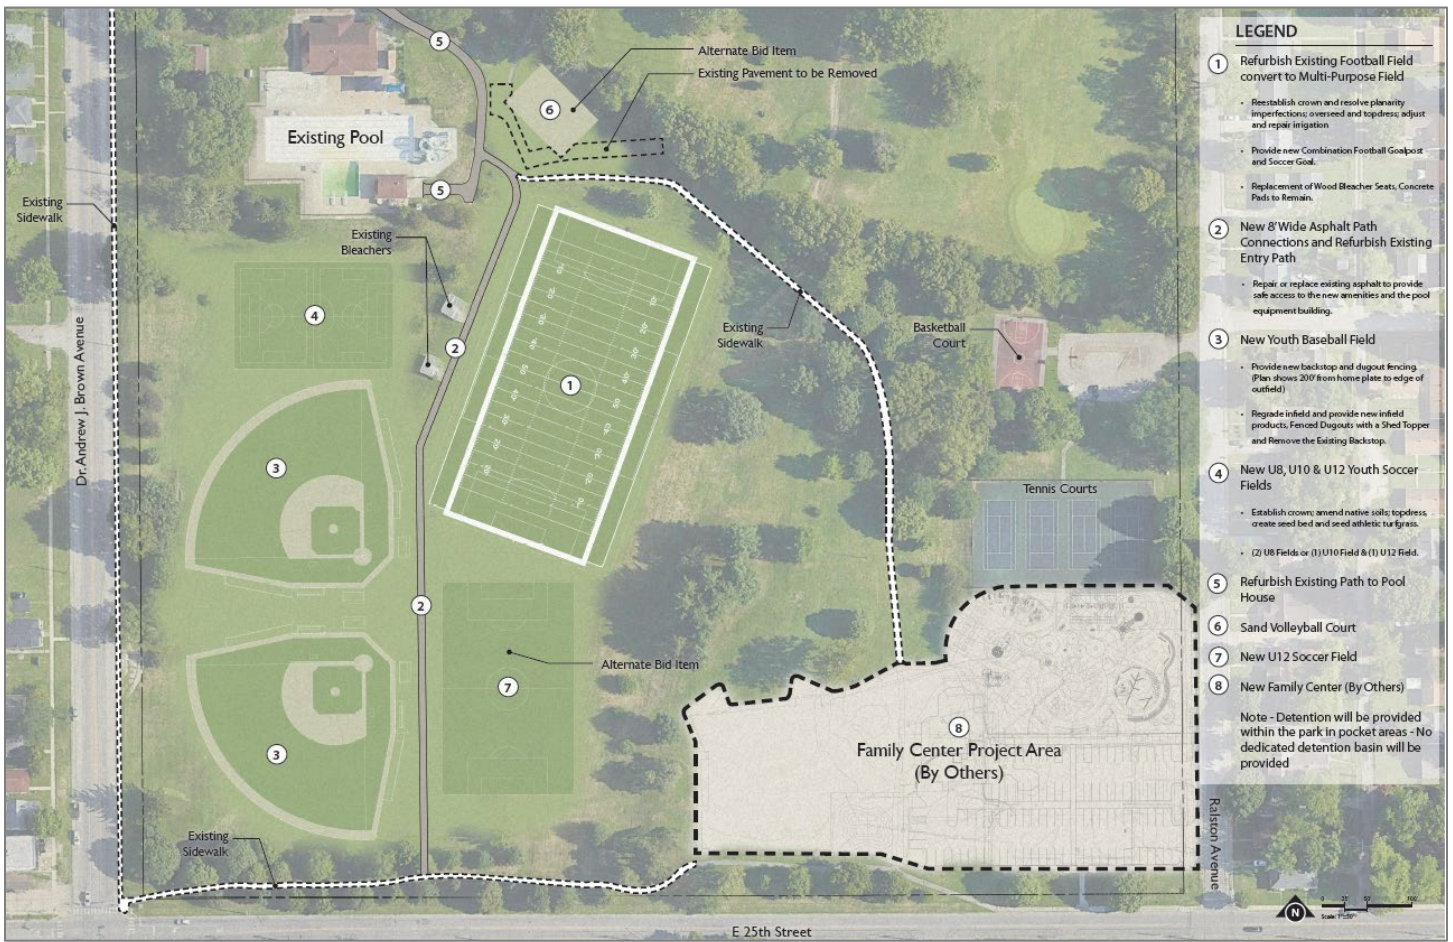 Alternate Bid Item
Existing Pavement to be Removed
5
6
Existing Pool
5
Existing
Sidewalk
Existing
Bleachers
4
2
Existing
Sidewalk
Basketball
Court
1
Dr. Andrew J. Brown Avenue
3
Tennis Courts
2
Alternate Bid Item
7
3
8
Family Center Project Area
(By Others)
Existing
Sidewalk
E 25th Street
Ralston Avenue
LEGEND
1 Refurbish Existing Football Field
convert to Multi-Purpose Field
• Reestablish crown and resolve planarity
imperfections; overseed and topdress; adjust
and repair irrigation
• Provide new Combination Football Goalpost
and Soccer Goal.
• Replacement of Wood Bleacher Seats, Concrete
Pads to Remain.
2 New 8' Wide Asphalt Path
Connections and Refurbish Existing
Entry Path
• Repair or replace existing asphalt to provide
safe access to the new amenities and the pool
equipment building.
3 New Youth Baseball Field
• Provide new backstop and dugout fencing.
(Plan shows 200' from home plate to edge of
outfield)
• Regrade infield and provide new infield
products, Fenced Dugouts with a Shed Topper
and Remove the Existing Backstop.
4 New U8, U10 & U12 Youth Soccer
Fields
• Establish crown; amend native soils; topdress,
create seed bed and seed athletic turfgrass.
• (2) U8 Fields or (1) U10 Field & (1) U12 Field.
5 Refurbish Existing Path to Pool
House
6 Sand Volleyball Court
7 New U12 Soccer Field
8 New Family Center (By Others)
Note - Detention will be provided
within the park in pocket areas - No
dedicated detention basin will be
provided
N